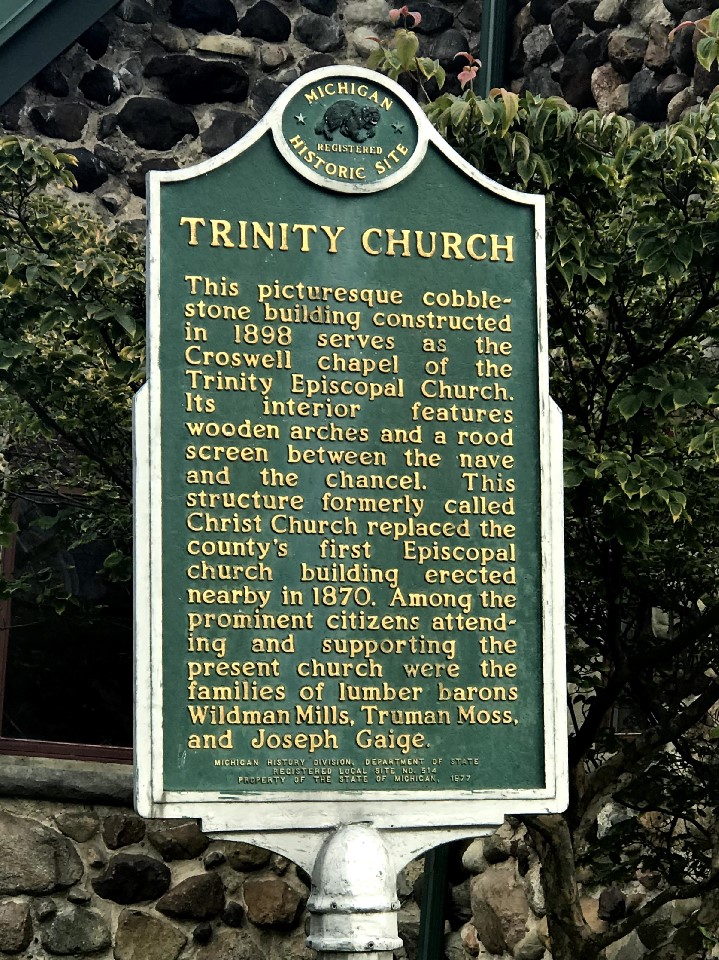 MICHIGAN
REGISTERED
HISTORIC SITE
TRINITY CHURCH
This picturesque cobble-
stone building constructed
in 1898 serves as the
Croswell chapel of the
Trinity Episcopal Church.
Its interior features
wooden arches and a rood
screen between the nave
and the chancel. This
structure formerly called
Christ Church replaced the
county's first Episcopal
church building erected
nearby in 1870. Among the
prominent citizens attend-
ing and supporting the
present church were the
families of lumber barons
Wildman Mills, Truman Moss,
and Joseph Gaige.
MICHIGAN HISTORY DIVISION, DEPARTMENT OF STATE
REGISTERED LOCAL SITE NO. 514
PROPERTY OF THE STATE OF MICHIGAN, 1977